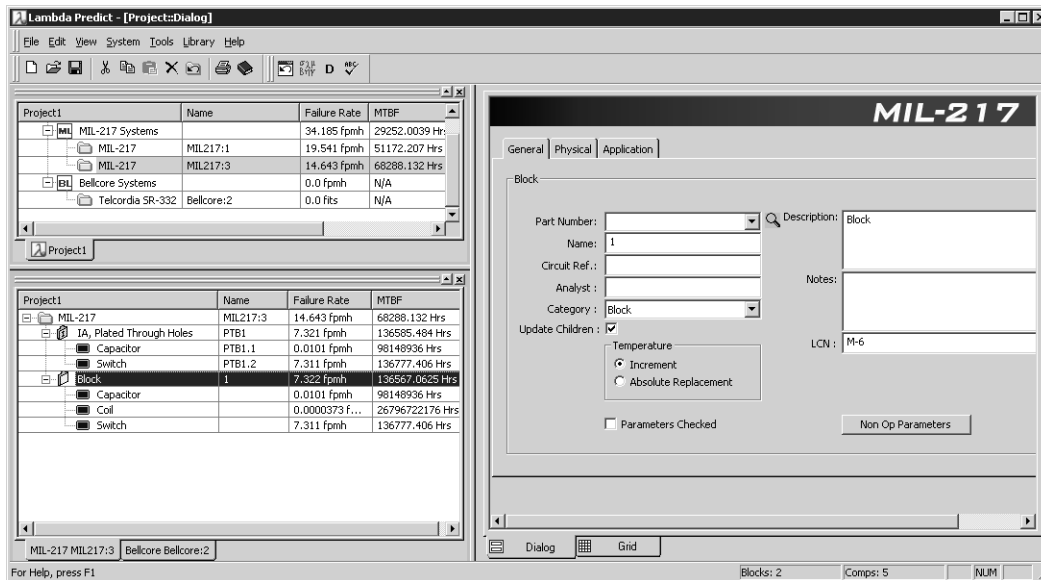 Lambda Predict - [Project::Dialog]
File Edit View System Tools Library Help
D ABC
Project1 Name Failure Rate MTBF
ML MIL-217 Systems 34.185 fpmh 29252.0039 Hr
MIL-217 MIL217:1 19.541 fpmh 51172.207 Hrs
MIL-217 MIL217:3 14.643 fpmh 68288.132 Hrs
BL Bellcore Systems 0.0 fpmh N/A
Telcordia SR-332 Bellcore:2 0.0 fits N/A
Project1
Project1 Name Failure Rate MTBF
MIL-217 MIL217:3 14.643 fpmh 68288.132 Hrs
IA, Plated Through Holes PTB1 7.321 fpmh 136585.484 Hrs
Capacitor PTB1.1 0.0101 fpmh 98148936 Hrs
Switch PTB1.2 7.311 fpmh 136777.406 Hrs
Block 1 7.322 fpmh 136567.0625 Hrs
Capacitor 0.0101 fpmh 98148936 Hrs
Coil 0.0000373 f... 26796722176 Hrs
Switch 7.311 fpmh 136777.406 Hrs
MIL-217 MIL217:3 Bellcore Bellcore:2
MIL-217
General Physical Application
Block
Part Number: Description: Block
Name: 1
Circuit Ref.:
Analyst : Notes:
Category : Block
Update Children : LCN : M-6
Temperature
Increment
Absolute Replacement
Parameters Checked Non Op Parameters
Dialog Grid
For Help, press F1 Blocks: 2 Comps: 5 NUM